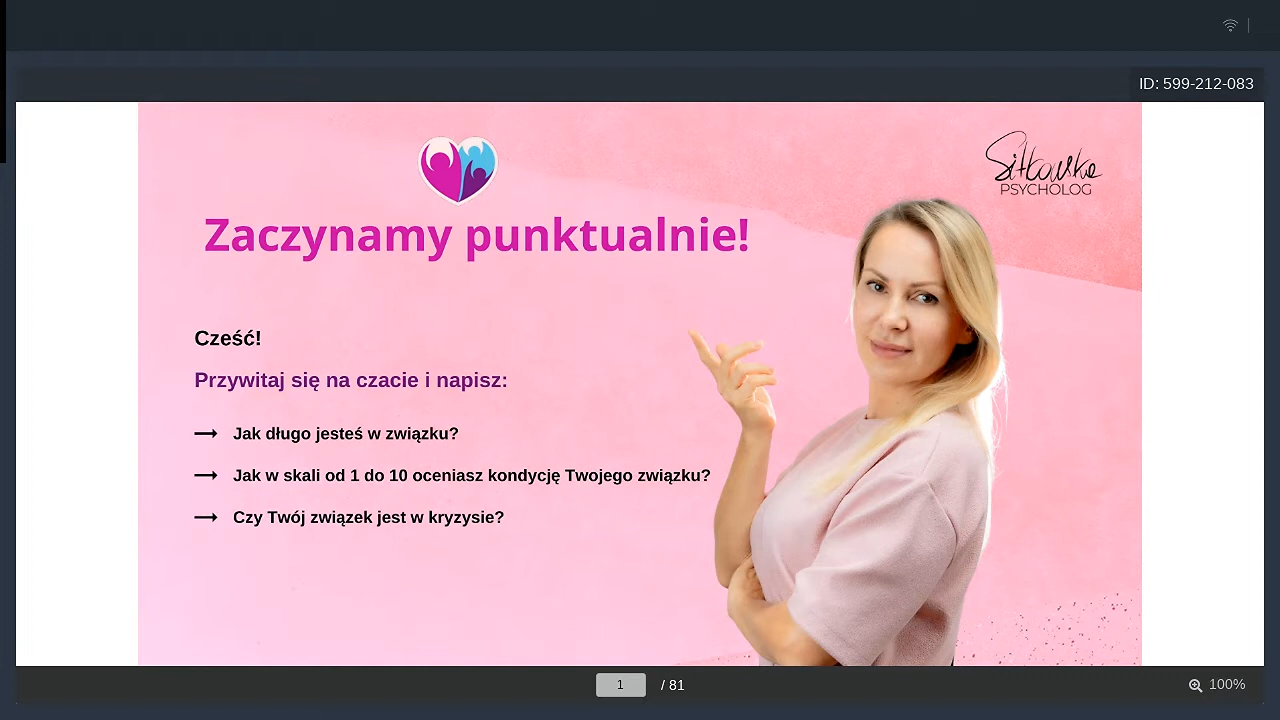 ID: 599-212-083
Siłowska
PSYCHOLOG
Zaczynamy punktualnie!
Cześć!
Przywitaj się na czacie i napisz:
Jak długo jesteś w związku?
Jak w skali od 1 do 10 oceniasz kondycję Twojego związku?
Czy Twój związek jest w kryzysie?
1 / 81
100%